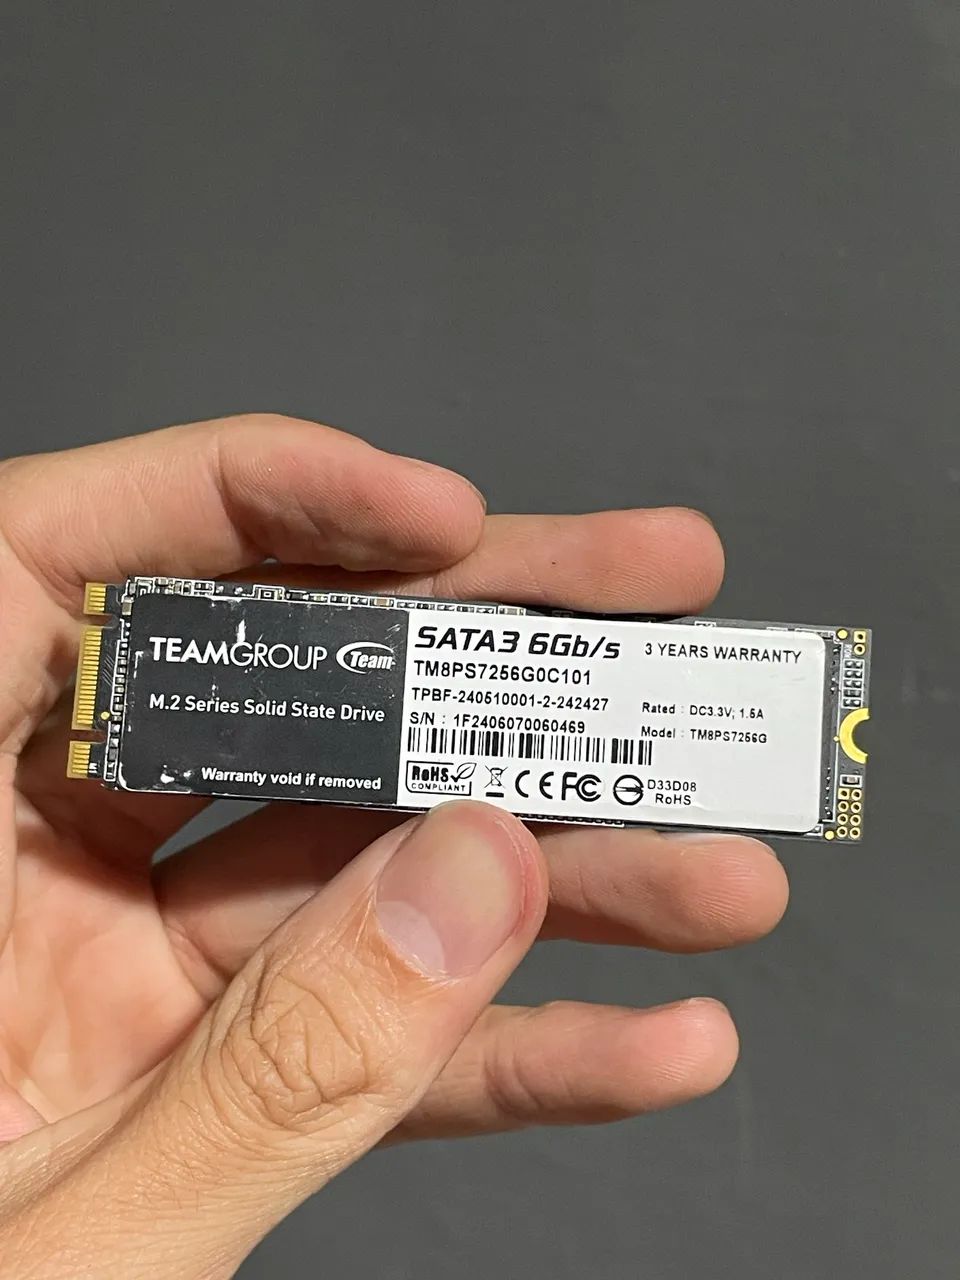 TEAMGROUP Team
M.2 Series Solid State Drive
Warranty void if removed
SATA3 6Gb/s
3 YEARS WARRANTY
TM8PS7256G0C101
TPBF-240510001-2-242427
S/N : 1F2406070060469
Rated : DC3.3V; 1.5A
Model : TM8PS7256G
RoHS
COMPLIANT
CE FC
D33D08
RoHS